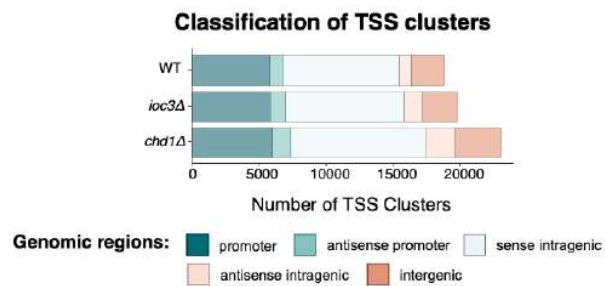 Classification of TSS clusters
WT
ioc3Δ
chd1Δ
0 5000 10000 15000 20000
Number of TSS Clusters
Genomic regions: promoter antisense promoter sense intragenic
antisense intragenic intergenic